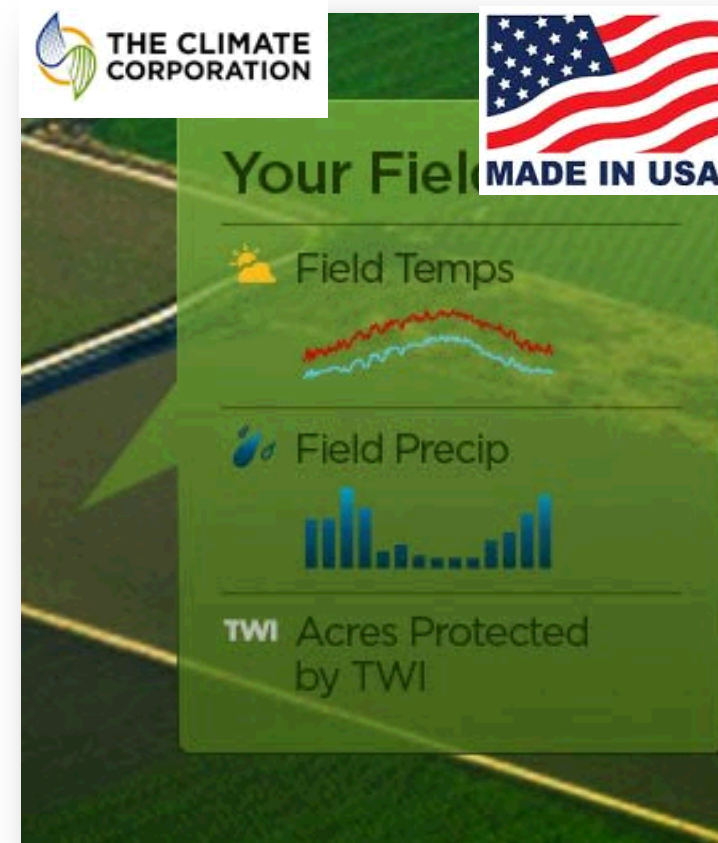 THE CLIMATE
CORPORATION
MADE IN USA
Your Fiel
Field Temps
Field Precip
TWI Acres Protected
by TWI